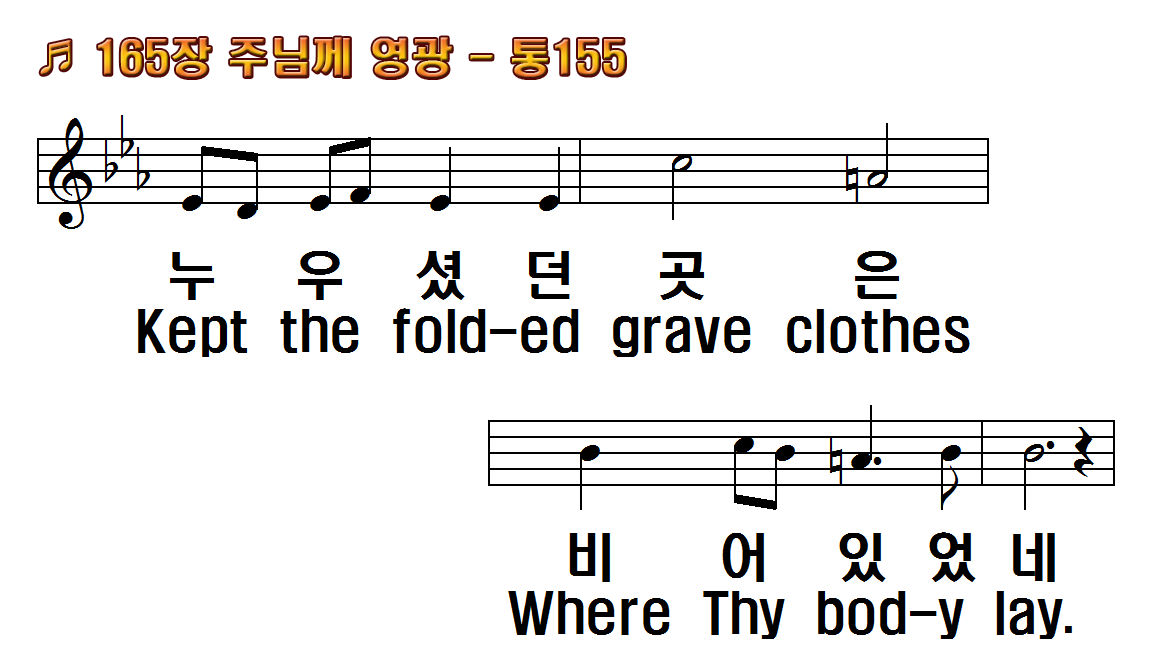 165장 주님께 영광 - 통155
누 우 셨 던 곳 은
Kept the fold-ed grave clothes
비 어 있 었 네
Where Thy bod-y lay.